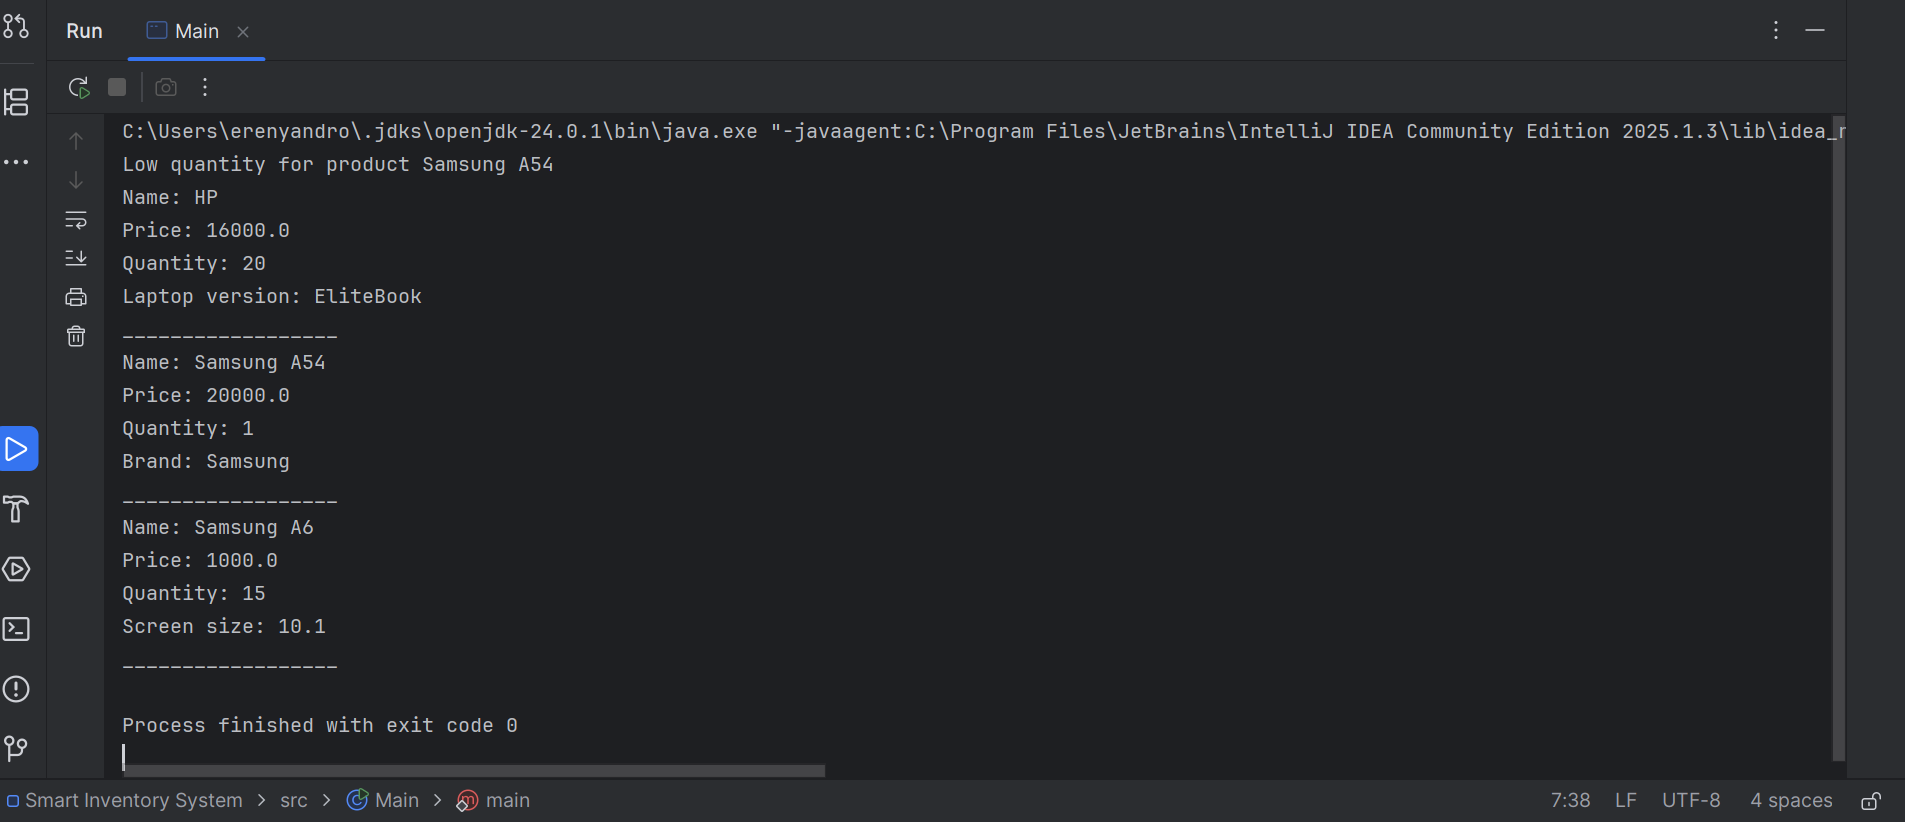 Run Main
C:\Users\erenyandro\.jdks\openjdk-24.0.1\bin\java.exe "-javaagent:C:\Program Files\JetBrains\IntelliJ IDEA Community Edition 2025.1.3\lib\idea_r
Low quantity for product Samsung A54
Name: HP
Price: 16000.0
Quantity: 20
Laptop version: EliteBook
------------------
Name: Samsung A54
Price: 20000.0
Quantity: 1
Brand: Samsung
------------------
Name: Samsung A6
Price: 1000.0
Quantity: 15
Screen size: 10.1
------------------
Process finished with exit code 0
Smart Inventory System > src > Main > main 7:38 LF UTF-8 4 spaces